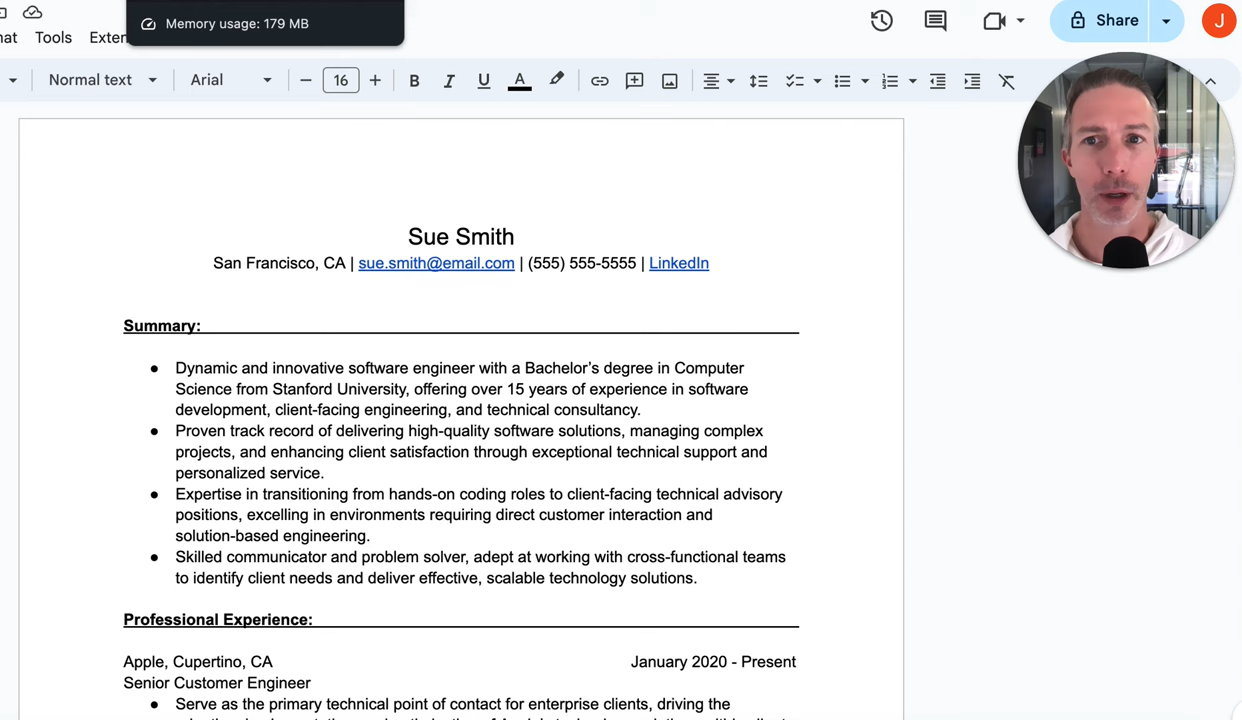 Memory usage: 179 MB
Share
J
Tools
Normal text
Arial
16
B I U A
Sue Smith
San Francisco, CA | sue.smith@email.com | (555) 555-5555 | LinkedIn
Summary:
● Dynamic and innovative software engineer with a Bachelor’s degree in Computer
Science from Stanford University, offering over 15 years of experience in software
development, client-facing engineering, and technical consultancy.
● Proven track record of delivering high-quality software solutions, managing complex
projects, and enhancing client satisfaction through exceptional technical support and
personalized service.
● Expertise in transitioning from hands-on coding roles to client-facing technical advisory
positions, excelling in environments requiring direct customer interaction and
solution-based engineering.
● Skilled communicator and problem solver, adept at working with cross-functional teams
to identify client needs and deliver effective, scalable technology solutions.
Professional Experience:
Apple, Cupertino, CA January 2020 - Present
Senior Customer Engineer
● Serve as the primary technical point of contact for enterprise clients, driving the